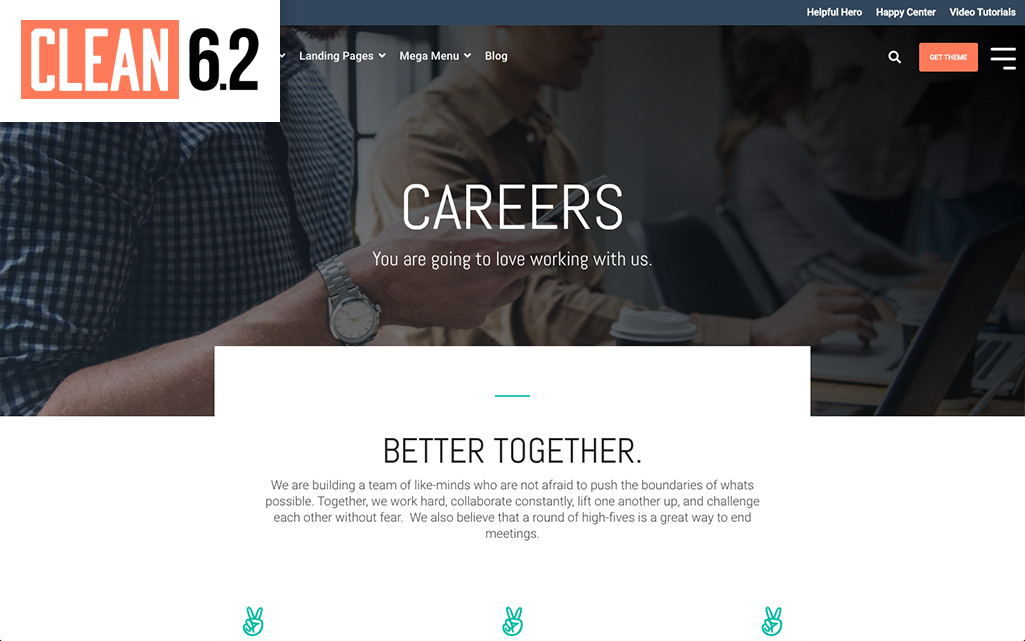 Helpful Hero Happy Center Video Tutorials
CLEAN 6.2
Landing Pages Mega Menu Blog
GET THEME
CAREERS
You are going to love working with us.
BETTER TOGETHER.
We are building a team of like-minds who are not afraid to push the boundaries of whats
possible. Together, we work hard, collaborate constantly, lift one another up, and challenge
each other without fear. We also believe that a round of high-fives is a great way to end
meetings.